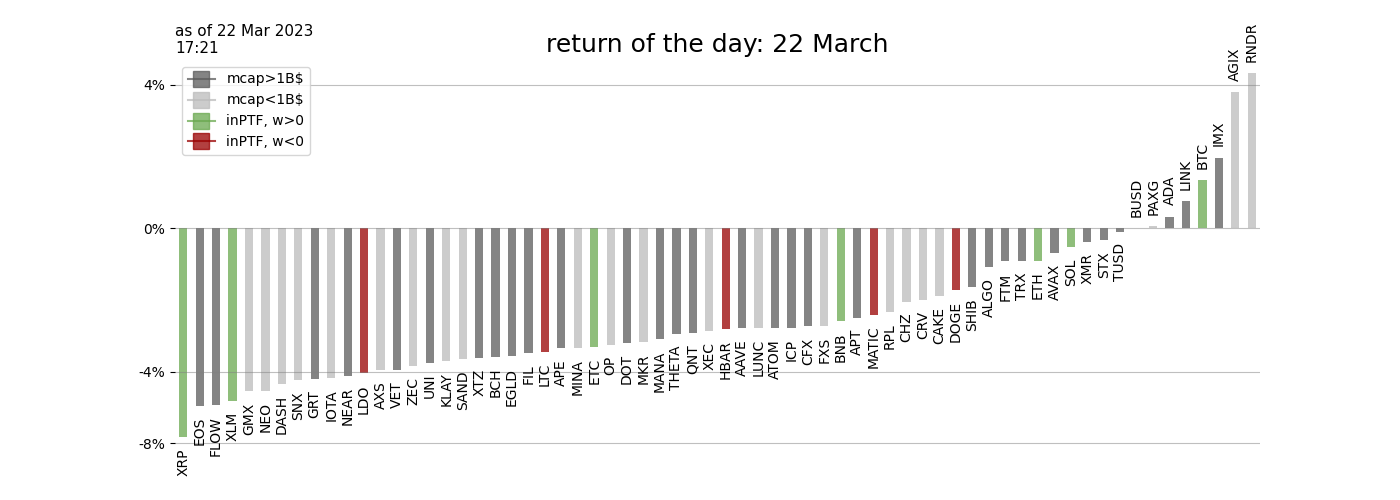 as of 22 Mar 2023
17:21
return of the day: 22 March
mcap>1B$
mcap<1B$
inPTF, w>0
inPTF, w<0
4%
0%
-4%
-8%
XRP
EOS
FLOW
XLM
GMX
NEO
DASH
SNX
GRT
IOTA
NEAR
LDO
AXS
VET
ZEC
UNI
KLAY
SAND
XTZ
BCH
EGLD
FIL
LTC
APE
MINA
ETC
OP
DOT
MKR
MANA
THETA
QNT
XEC
HBAR
AAVE
LUNC
ATOM
ICP
CFX
FXS
BNB
APT
MATIC
RPL
CHZ
CRV
CAKE
DOGE
SHIB
ALGO
FTM
TRX
ETH
AVAX
SOL
XMR
STX
TUSD
BUSD
PAXG
ADA
LINK
BTC
IMX
AGIX
RNDR